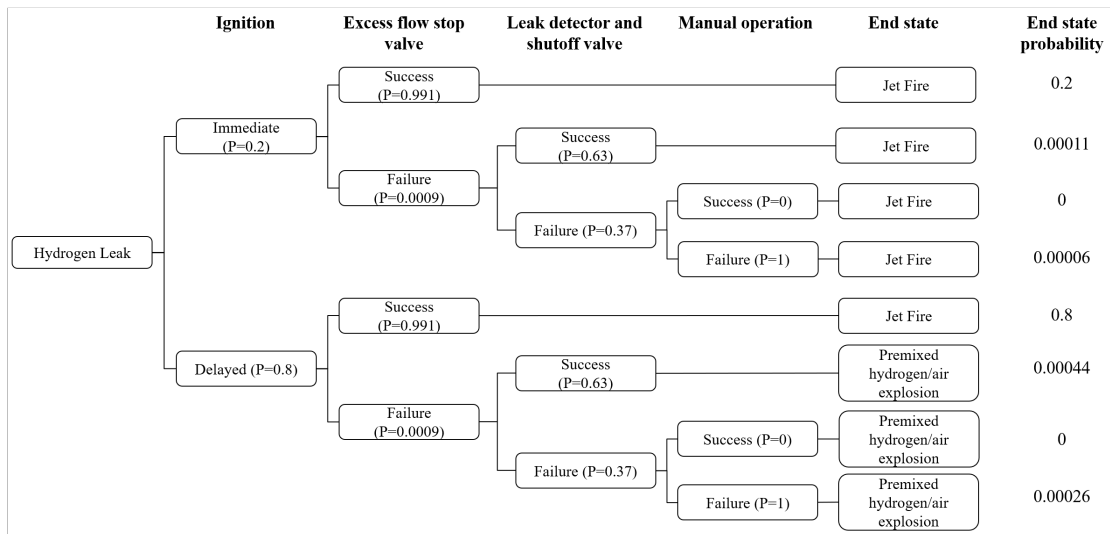 Ignition
Excess flow stop
valve
Leak detector and
shutoff valve
Manual operation
End state
End state
probability
Success
(P=0.991)
Jet Fire
0.2
Immediate
(P=0.2)
Success
(P=0.63)
Jet Fire
0.00011
Failure
(P=0.0009)
Success (P=0)
Jet Fire
0
Failure (P=0.37)
Hydrogen Leak
Failure (P=1)
Jet Fire
0.00006
Success
(P=0.991)
Jet Fire
0.8
Delayed (P=0.8)
Success
(P=0.63)
Premixed
hydrogen/air
explosion
0.00044
Failure
(P=0.0009)
Success (P=0)
Premixed
hydrogen/air
explosion
0
Failure (P=0.37)
Failure (P=1)
Premixed
hydrogen/air
explosion
0.00026